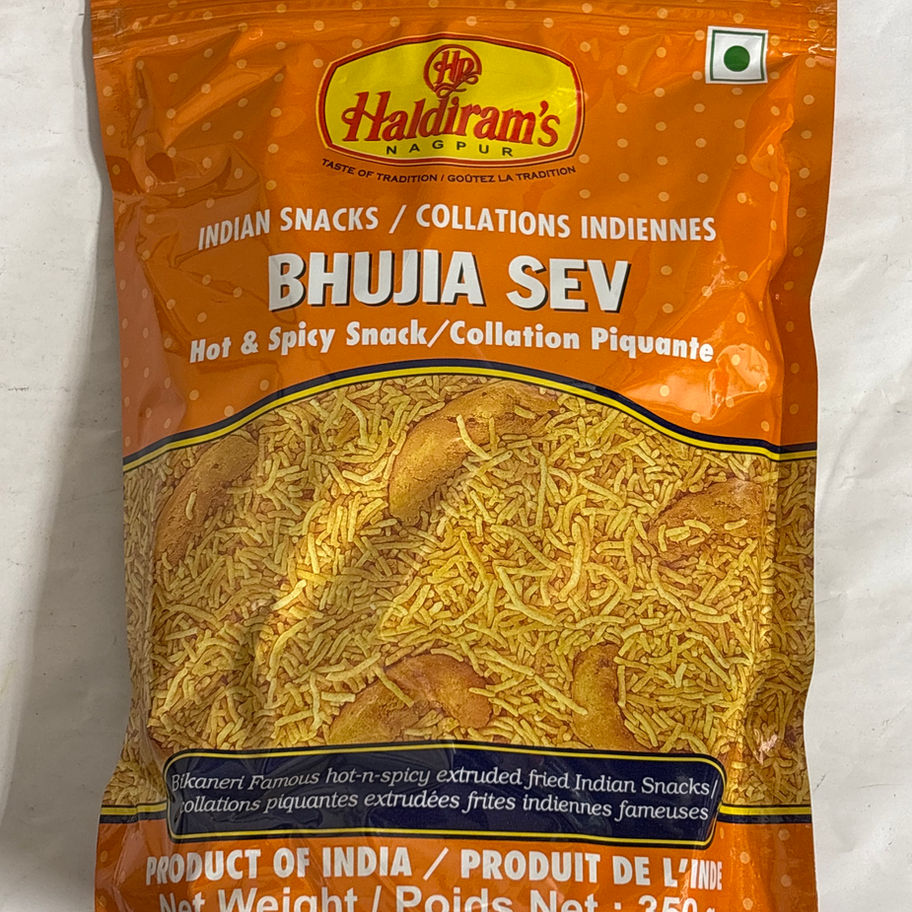 HR
Haldiram's
NAGPUR
TASTE OF TRADITION / GOÛTEZ LA TRADITION
INDIAN SNACKS / COLLATIONS INDIENNES
BHUJIA SEV
Hot & Spicy Snack/Collation Piquante
Bikaneri Famous hot-n-spicy extruded fried Indian Snacks/
collations piquantes extrudées frites indiennes fameuses
PRODUCT OF INDIA / PRODUIT DE L'INDE
Net Weight / Poids Net : 350g